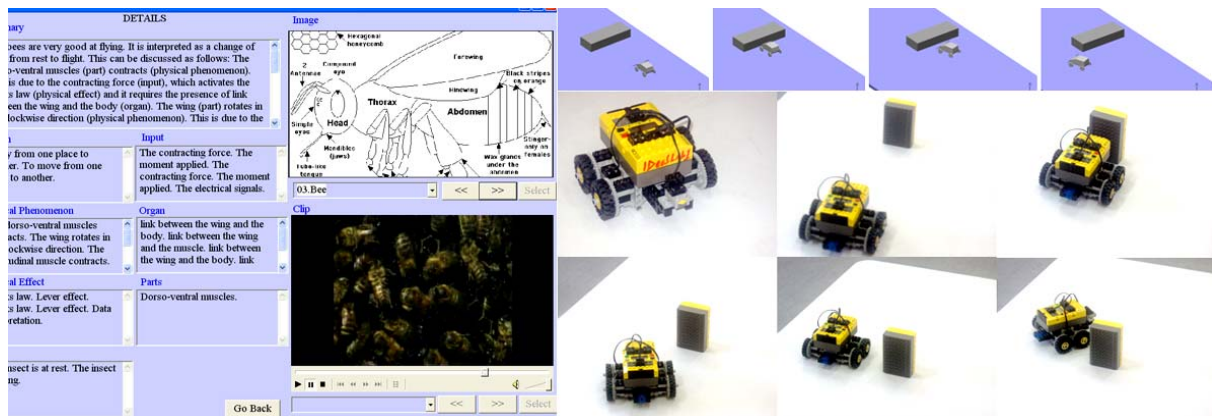 DETAILS
nary
bees are very good at flying. It is interpreted as a change of
from rest to flight. This can be discussed as follows: The
so-ventral muscles (part) contracts (physical phenomenon).
is due to the contracting force (input), which activates the
s law (physical effect) and it requires the presence of link
een the wing and the body (organ). The wing (part) rotates in
lockwise direction (physical phenomenon). This is due to the
Input
y from one place to
er. To move from one
to another.
The contracting force. The
moment applied. The
contracting force. The moment
applied. The electrical signals.
al Phenomenon
dorso-ventral muscles
acts. The wing rotates in
lockwise direction. The
tudinal muscle contracts.
Organ
link between the wing and the
body. link between the wing
and the muscle. link between
the wing and the body. link
al Effect
s law. Lever effect.
s law. Lever effect. Data
pretation.
Parts
Dorso-ventral muscles.
nsect is at rest. The insect
ng.
Go Back
Image
Hexagonal
honeycomb
2
Antennae
Compound
eye
Simple
eyes
Head
Mandibles
(jaws)
Tube-like
tongue
Thorax
Forewing
Hindwing
Abdomen
Black stripes
on orange
Stinger-
only on
females
Wax glands
under the
abdomen
03.Bee
<<
>>
Select
Clip
<<
>>
Select
IDeaSLab